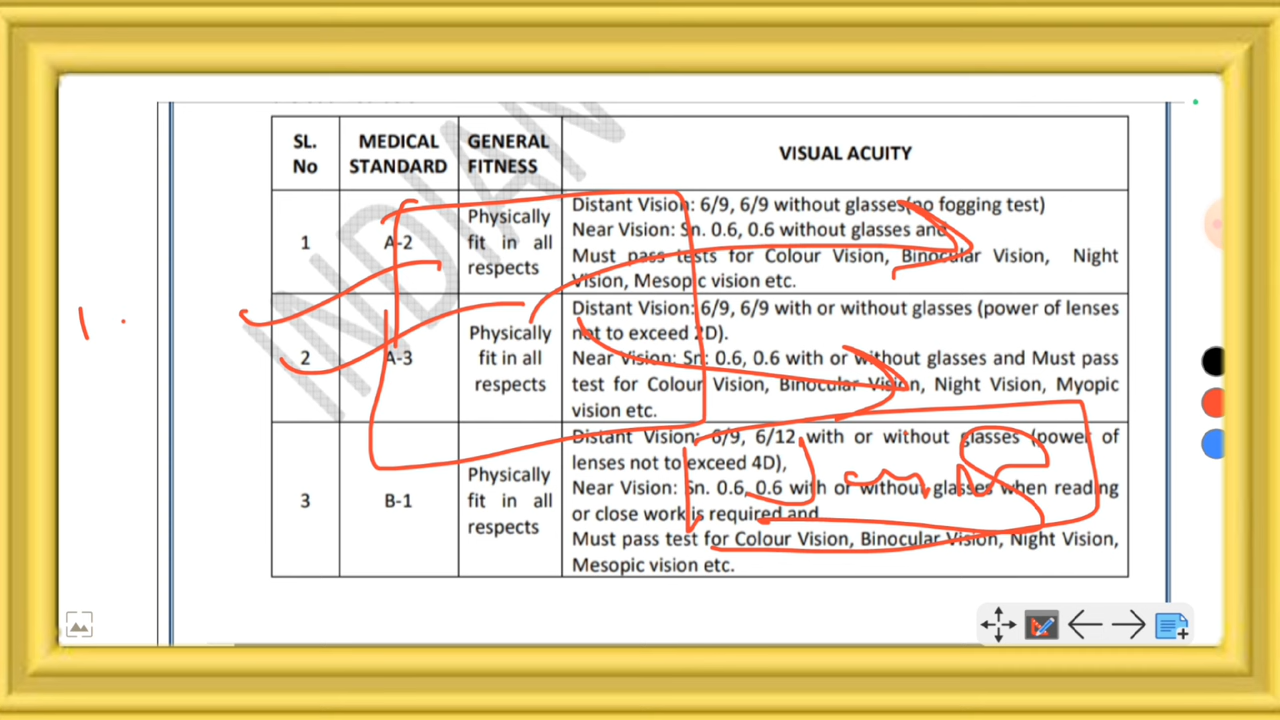 INDIAN
SL.
No
MEDICAL
STANDARD
GENERAL
FITNESS
VISUAL ACUITY
1
A-2
Physically
fit in all
respects
Distant Vision: 6/9, 6/9 without glasses(no fogging test)
Near Vision: Sn. 0.6, 0.6 without glasses and
Must pass tests for Colour Vision, Binocular Vision, Night
Vision, Mesopic vision etc.
2
A-3
Physically
fit in all
respects
Distant Vision: 6/9, 6/9 with or without glasses (power of lenses
not to exceed 2D).
Near Vision: Sn: 0.6, 0.6 with or without glasses and Must pass
test for Colour Vision, Binocular Vision, Night Vision, Myopic
vision etc.
3
B-1
Physically
fit in all
respects
Distant Vision: 6/9, 6/12 with or without glasses (power of
lenses not to exceed 4D),
Near Vision: Sn. 0.6, 0.6 with or without glasses when reading
or close work is required and
Must pass test for Colour Vision, Binocular Vision, Night Vision,
Mesopic vision etc.
1.